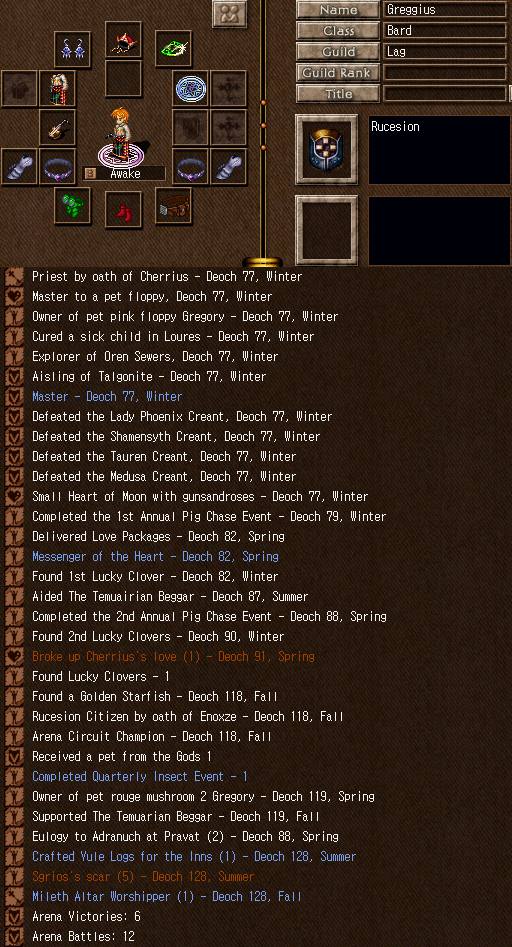 Name Greggius
Class Bard
Guild Lag
Guild Rank
Title
Rucesion
Awake
Priest by oath of Cherrius - Deoch 77, Winter
Master to a pet floppy, Deoch 77, Winter
Owner of pet pink floppy Gregory - Deoch 77, Winter
Cured a sick child in Loures - Deoch 77, Winter
Explorer of Oren Sewers, Deoch 77, Winter
Aisling of Talgonite - Deoch 77, Winter
Master - Deoch 77, Winter
Defeated the Lady Phoenix Creant, Deoch 77, Winter
Defeated the Shamensyth Creant, Deoch 77, Winter
Defeated the Tauren Creant, Deoch 77, Winter
Defeated the Medusa Creant, Deoch 77, Winter
Small Heart of Moon with gunsandroses - Deoch 77, Winter
Completed the 1st Annual Pig Chase Event - Deoch 79, Winter
Delivered Love Packages - Deoch 82, Spring
Messenger of the Heart - Deoch 82, Spring
Found 1st Lucky Clover - Deoch 82, Winter
Aided The Temuairian Beggar - Deoch 87, Summer
Completed the 2nd Annual Pig Chase Event - Deoch 88, Spring
Found 2nd Lucky Clovers - Deoch 90, Winter
Broke up Cherrius's love (1) - Deoch 91, Spring
Found Lucky Clovers - 1
Found a Golden Starfish - Deoch 118, Fall
Rucesion Citizen by oath of Enoxze - Deoch 118, Fall
Arena Circuit Champion - Deoch 118, Fall
Received a pet from the Gods 1
Completed Quarterly Insect Event - 1
Owner of pet rouge mushroom 2 Gregory - Deoch 119, Spring
Supported The Temuarian Beggar - Deoch 119, Fall
Eulogy to Adranuch at Pravat (2) - Deoch 88, Spring
Crafted Yule Logs for the Inns (1) - Deoch 128, Summer
Sgrios's scar (5) - Deoch 128, Summer
Mileth Altar Worshipper (1) - Deoch 128, Fall
Arena Victories: 6
Arena Battles: 12